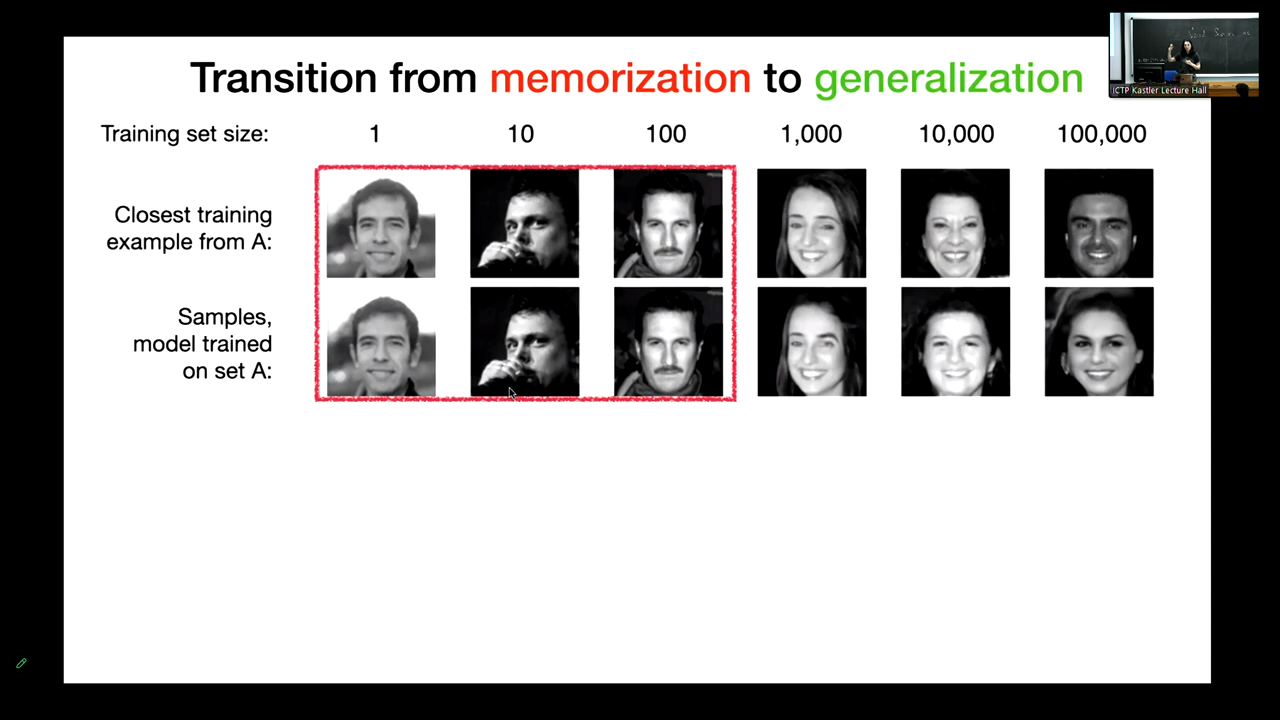 Transition from memorization to generalization
ICTP Kastler Lecture Hall
Training set size: 1 10 100 1,000 10,000 100,000
Closest training
example from A:
Samples,
model trained
on set A: